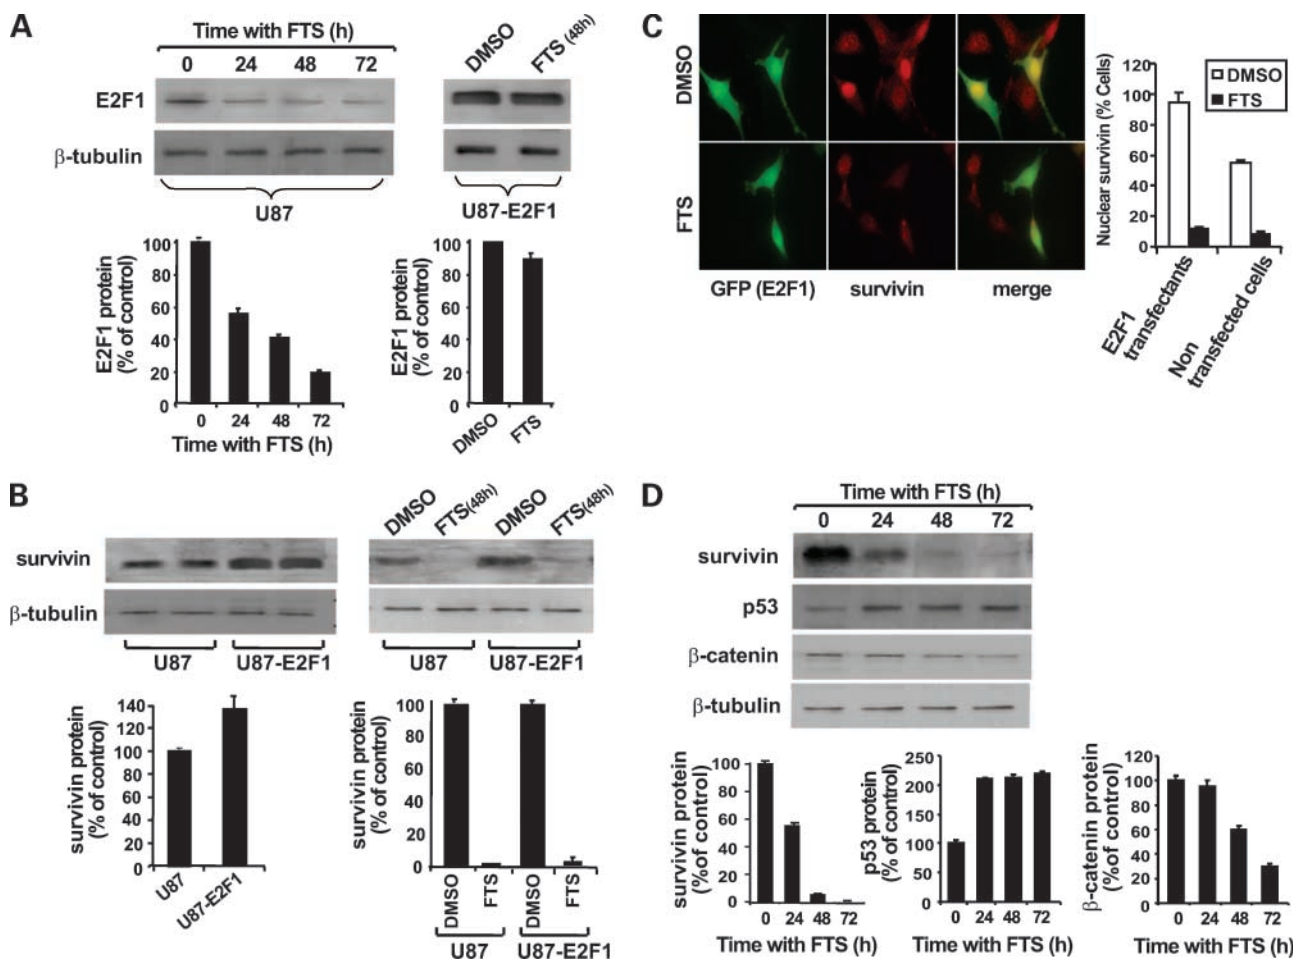 A
Time with FTS (h)
0 24 48 72
DMSO FTS (48h)
E2F1
β-tubulin
U87 U87-E2F1
E2F1 protein
(% of control)
100
80
60
40
20
0
0 24 48 72
Time with FTS (h)
E2F1 protein
(% of control)
100
80
60
40
20
0
DMSO FTS
B
DMSO FTS(48h) DMSO FTS(48h)
survivin
β-tubulin
U87 U87-E2F1 U87 U87-E2F1
survivin protein
(% of control)
140
120
100
80
60
40
20
0
U87 U87-E2F1
survivin protein
(% of control)
100
80
60
40
20
0
DMSO FTS DMSO FTS
U87 U87-E2F1
C
DMSO
FTS
GFP (E2F1) survivin merge
Nuclear survivin (% Cells)
120
100
80
60
40
20
0
DMSO
FTS
E2F1
transfectants
Non
transfected cells
D
Time with FTS (h)
0 24 48 72
survivin
p53
β-catenin
β-tubulin
survivin protein
(%of control)
100
80
60
40
20
0
0 24 48 72
Time with FTS (h)
p53 protein
(% of control)
250
200
150
100
50
0
0 24 48 72
Time with FTS (h)
β-catenin protein
(%of control)
120
100
80
60
40
20
0
0 24 48 72
Time with FTS (h)